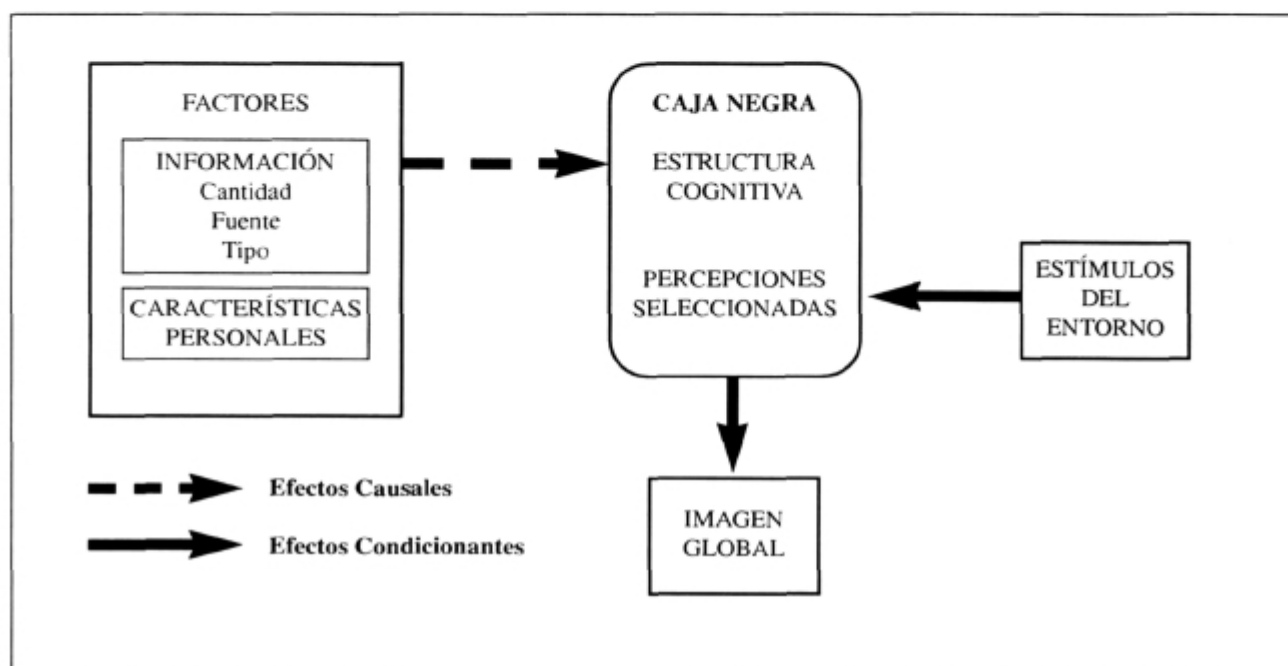 FACTORES
INFORMACIÓN
Cantidad
Fuente
Tipo
CARACTERÍSTICAS
PERSONALES
CAJA NEGRA
ESTRUCTURA
COGNITIVA
PERCEPCIONES
SELECCIONADAS
ESTÍMULOS
DEL
ENTORNO
IMAGEN
GLOBAL
Efectos Causales
Efectos Condicionantes